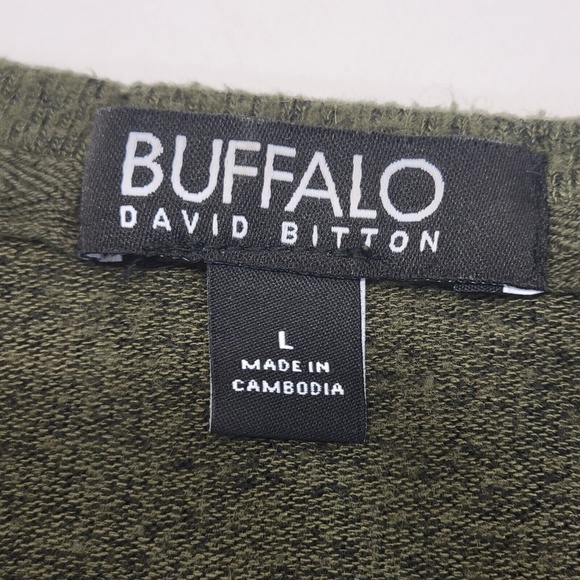 BUFFALO
DAVID BITTON
L
MADE IN
CAMBODIA